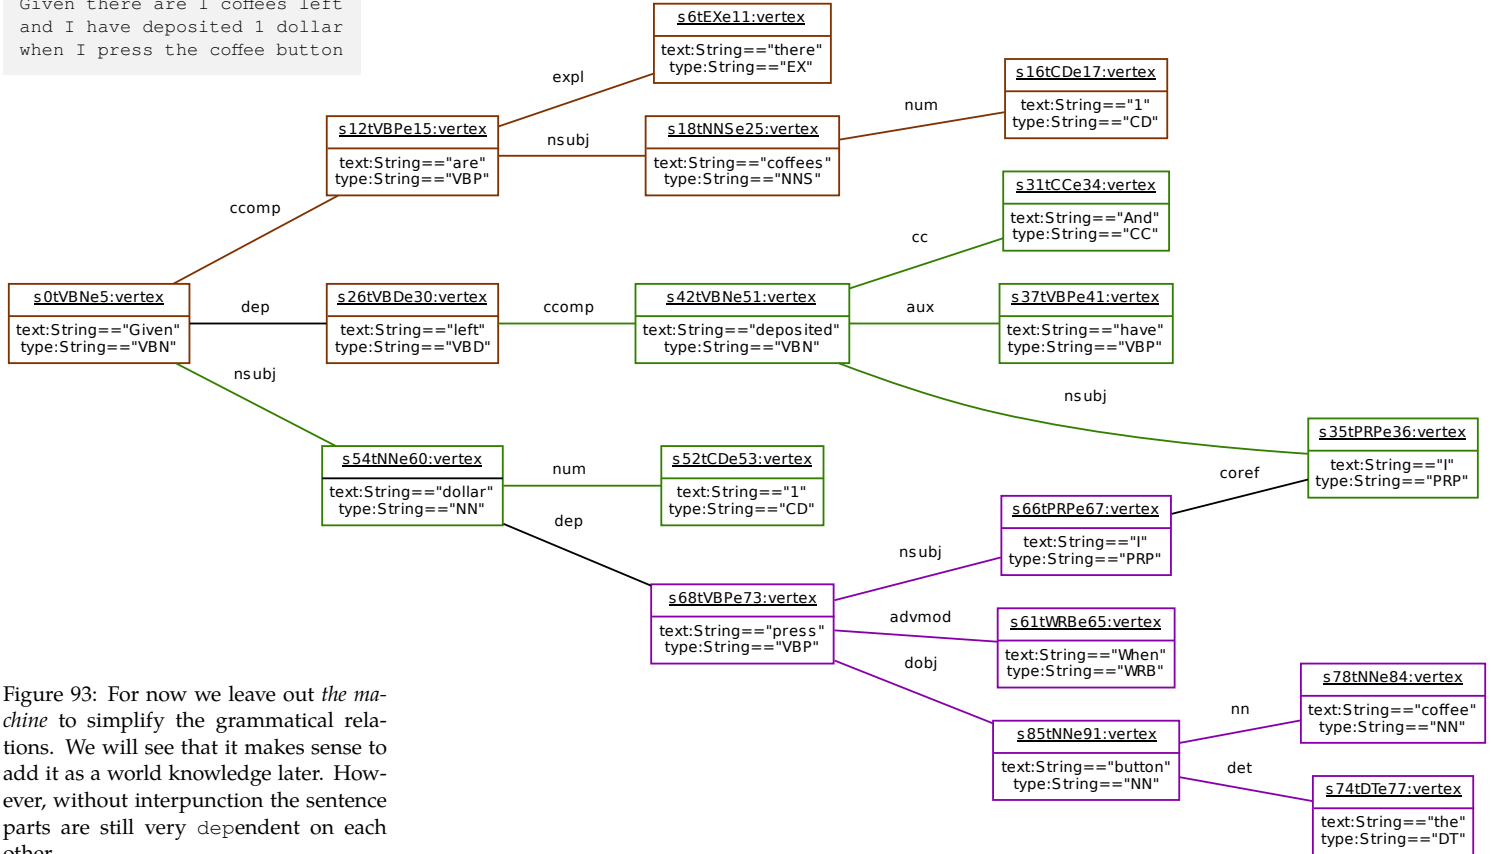 Given there are 1 coffees left
and I have deposited 1 dollar
when I press the coffee button
s6tEXe11:vertex
text:String=="there"
type:String=="EX"
expl
s16tCDe17:vertex
text:String=="1"
type:String=="CD"
num
s12tVBPe15:vertex
text:String=="are"
type:String=="VBP"
nsubj
s18tNNSe25:vertex
text:String=="coffees"
type:String=="NNS"
ccomp
s31tCCe34:vertex
text:String=="And"
type:String=="CC"
cc
s0tVBNe5:vertex
text:String=="Given"
type:String=="VBN"
dep
s26tVBDe30:vertex
text:String=="left"
type:String=="VBD"
ccomp
s42tVBNe51:vertex
text:String=="deposited"
type:String=="VBN"
aux
s37tVBPe41:vertex
text:String=="have"
type:String=="VBP"
nsubj
nsubj
s35tPRPe36:vertex
text:String=="I"
type:String=="PRP"
s54tNNe60:vertex
text:String=="dollar"
type:String=="NN"
num
s52tCDe53:vertex
text:String=="1"
type:String=="CD"
coref
dep
s66tPRPe67:vertex
text:String=="I"
type:String=="PRP"
nsubj
s68tVBPe73:vertex
text:String=="press"
type:String=="VBP"
advmod
s61tWRBe65:vertex
text:String=="When"
type:String=="WRB"
dobj
s78tNNe84:vertex
text:String=="coffee"
type:String=="NN"
nn
s85tNNe91:vertex
text:String=="button"
type:String=="NN"
det
s74tDTe77:vertex
text:String=="the"
type:String=="DT"
Figure 93: For now we leave out the ma-
chine to simplify the grammatical rela-
tions. We will see that it makes sense to
add it as a world knowledge later. How-
ever, without interpunction the sentence
parts are still very dependent on each
other.